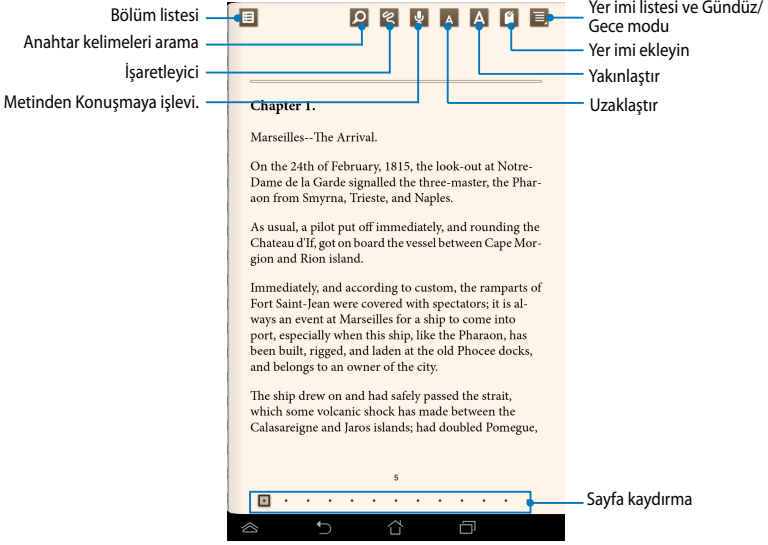 Bölüm listesi
Anahtar kelimeleri arama
İşaretleyici
Metinden Konuşmaya işlevi.
Yer imi listesi ve Gündüz/
Gece modu
Yer imi ekleyin
Yakınlaştır
Uzaklaştır
A
A
Chapter 1.
Marseilles--The Arrival.
On the 24th of February, 1815, the look-out at Notre-
Dame de la Garde signalled the three-master, the Phar-
aon from Smyrna, Trieste, and Naples.
As usual, a pilot put off immediately, and rounding the
Chateau d'If, got on board the vessel between Cape Mor-
gion and Rion island.
Immediately, and according to custom, the ramparts of
Fort Saint-Jean were covered with spectators; it is al-
ways an event at Marseilles for a ship to come into
port, especially when this ship, like the Pharaon, has
been built, rigged, and laden at the old Phocee docks,
and belongs to an owner of the city.
The ship drew on and had safely passed the strait,
which some volcanic shock has made between the
Calasareigne and Jaros islands; had doubled Pomegue,
5
Sayfa kaydırma